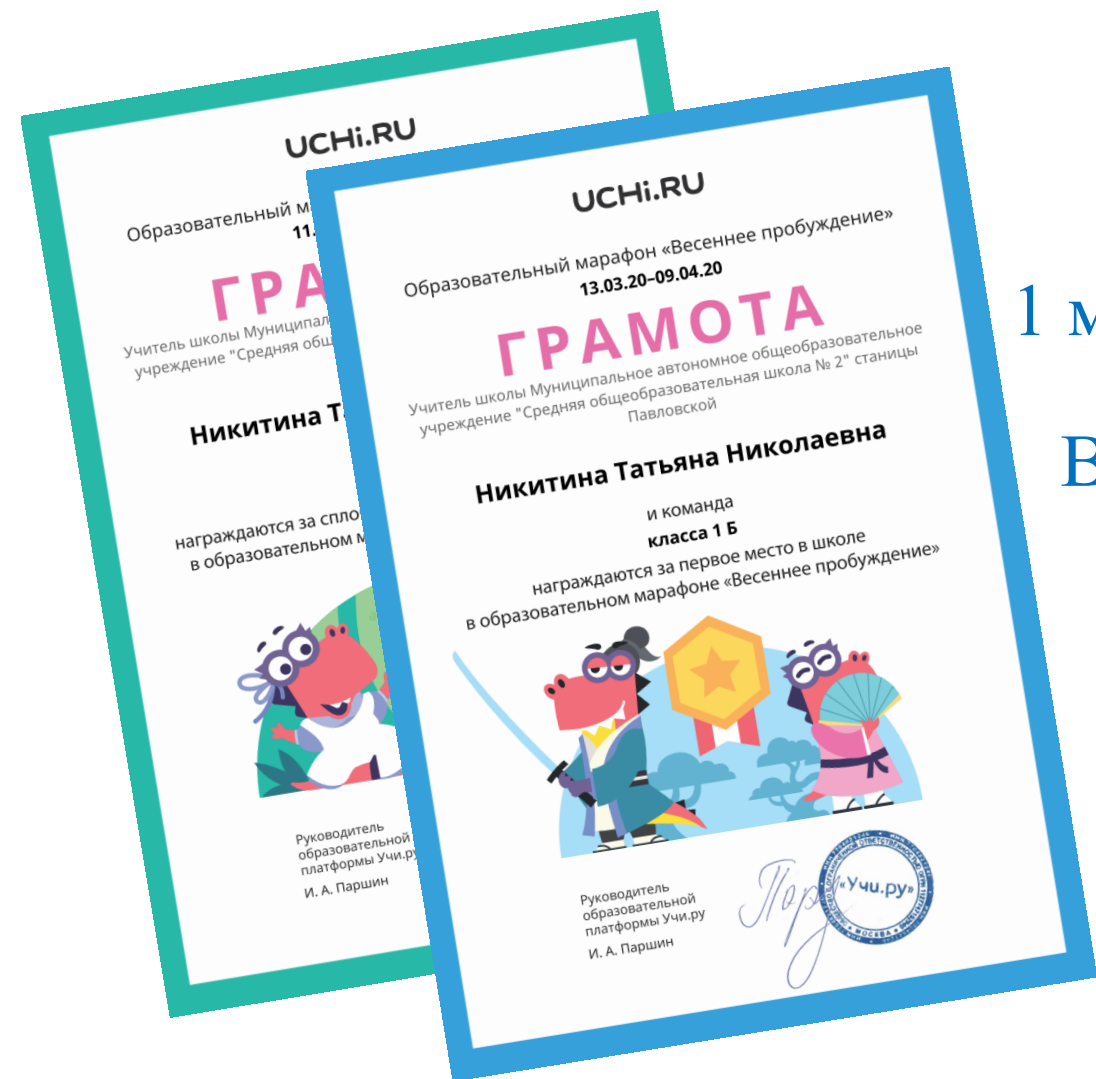 UCHi.RU
Образовательный
11.
ГРА
Учитель школы
учреждение "Средняя
Никитина
награждаются за
в образовательном
Руководитель
образовательной
платформы Учи.ру
И. А. Паршин
UCHi.RU
Образовательный марафон «Весеннее пробуждение»
13.03.20–09.04.20
ГРАМОТА
Учитель школы Муниципальное автономное общеобразовательное
учреждение "Средняя общеобразовательная школа № 2" станицы
Павловской
Никитина Татьяна Николаевна
и команда
класса 1 Б
награждаются за первое место в школе
в образовательном марафоне «Весеннее пробуждение»
Руководитель
образовательной
платформы Учи.ру
И. А. Паршин
«Учи.ру»
МОСКВА
1 м
В